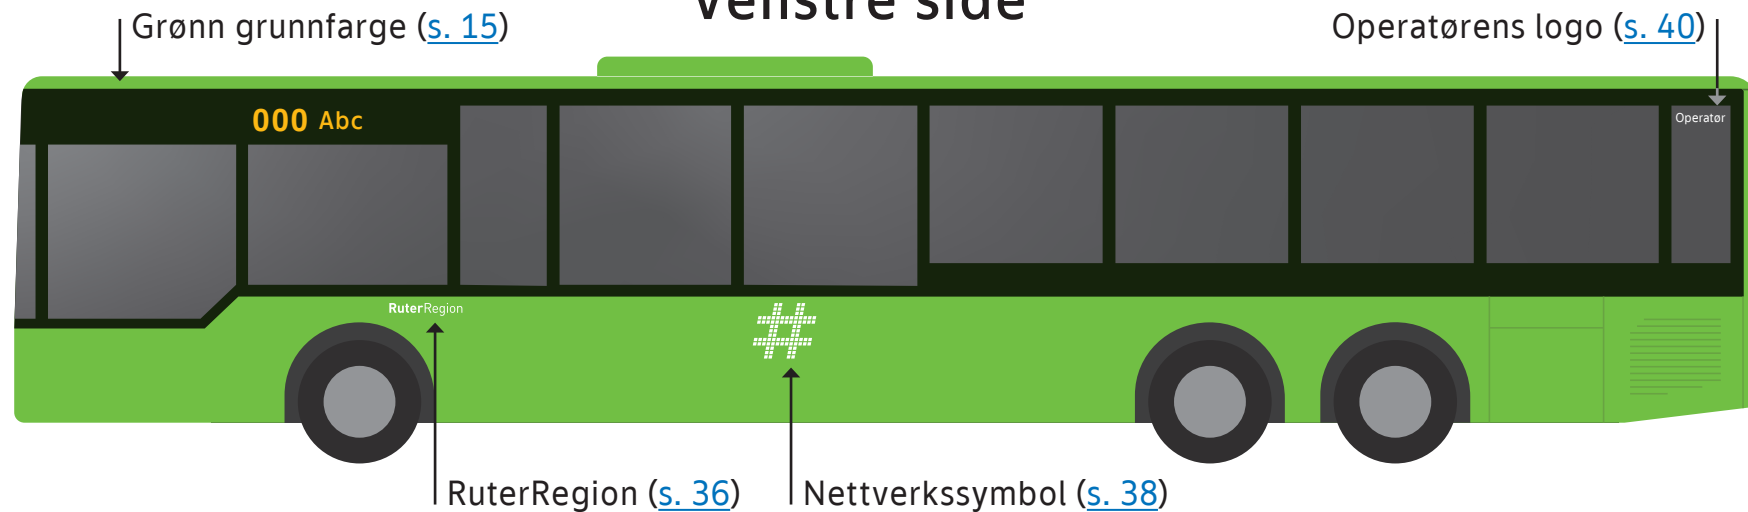 Venstre side
Grønn grunnfarge (s. 15)
Operatørens logo (s. 40)
000 Abc
Operatør
RuterRegion
RuterRegion (s. 36)
Nettverkssymbol (s. 38)